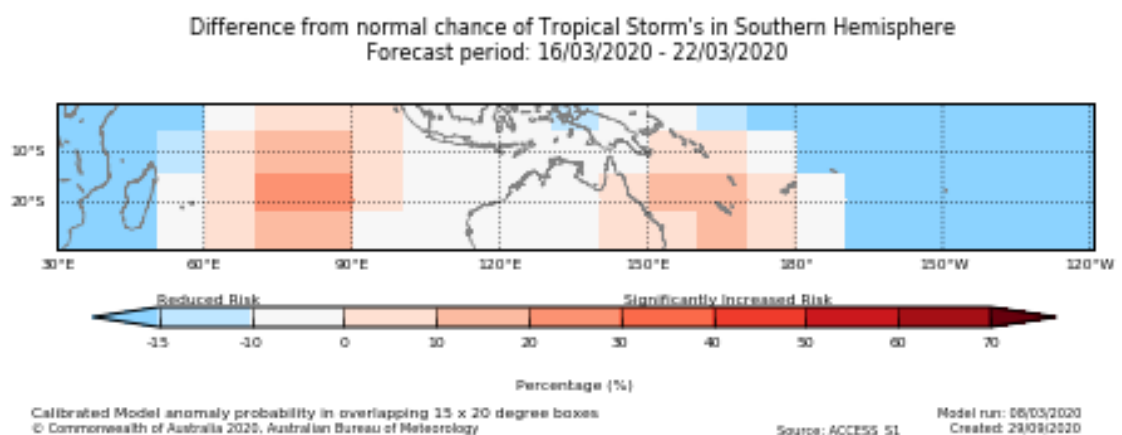 Difference from normal chance of Tropical Storm's in Southern Hemisphere
Forecast period: 16/03/2020 - 22/03/2020
10°S
20°S
30°E 60°E 90°E 120°E 150°E 180° 150°W 120°W
Reduced Risk Significantly Increased Risk
-15 -10 0 10 20 30 40 50 60 70
Percentage (%)
Calibrated Model anomaly probability in overlapping 15 x 20 degree boxes Model run: 08/03/2020
© Commonwealth of Australia 2020, Australian Bureau of Meteorology Source: ACCESS_S1 Created: 29/09/2020